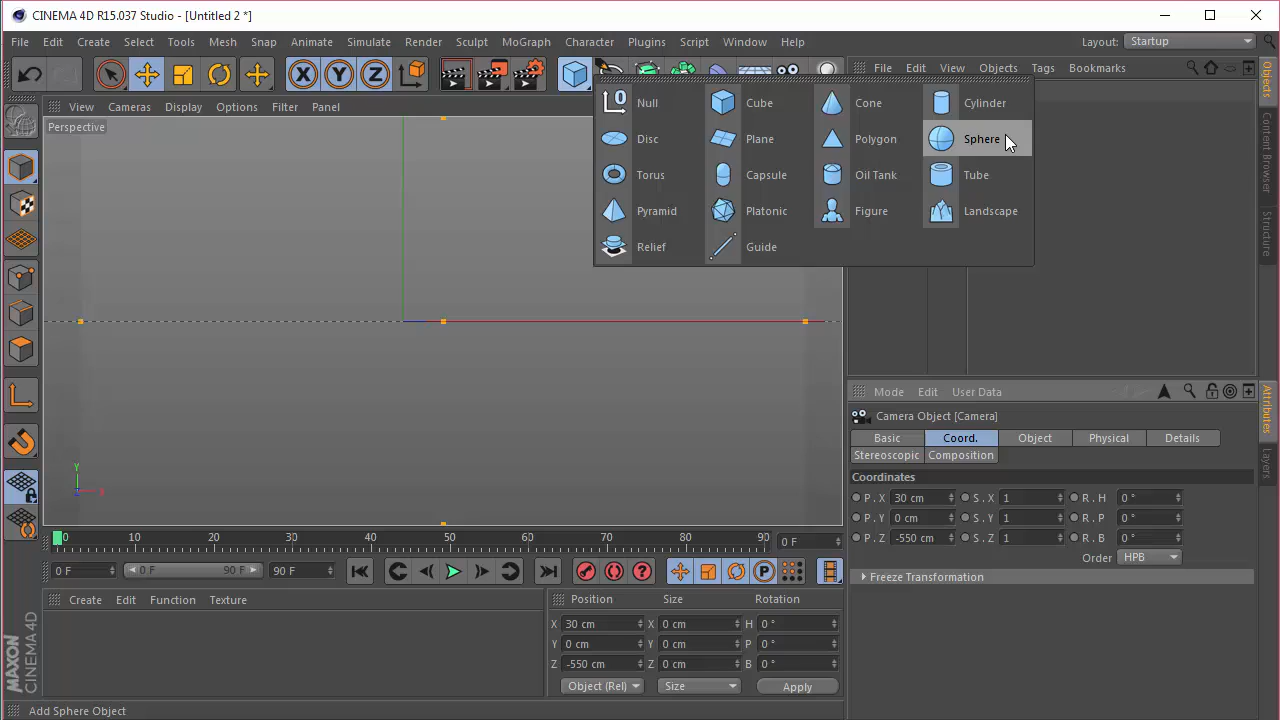 CINEMA 4D R15.037 Studio - [Untitled 2 *]
File Edit Create Select Tools Mesh Snap Animate Simulate Render Sculpt MoGraph Character Plugins Script Window Help Layout: Startup
File Edit View Objects Tags Bookmarks
View Cameras Display Options Filter Panel
Perspective
Null Cube Cone Cylinder
Disc Plane Polygon Sphere
Torus Capsule Oil Tank Tube
Pyramid Platonic Figure Landscape
Relief Guide
Objects
Content Browser
Structure
Mode Edit User Data
Camera Object [Camera]
Basic Coord. Object Physical Details
Stereoscopic Composition
Coordinates
P . X 30 cm S . X 1 R . H 0 °
P . Y 0 cm S . Y 1 R . P 0 °
P . Z -550 cm S . Z 1 R . B 0 °
Order HPB
Freeze Transformation
Attributes
Layers
Y
X
Z
0 10 20 30 40 50 60 70 80 90 0 F
0 F 0 F 90 F 90 F
Create Edit Function Texture
Position Size Rotation
X 30 cm X 0 cm H 0 °
Y 0 cm Y 0 cm P 0 °
Z -550 cm Z 0 cm B 0 °
Object (Rel) Size Apply
MAXON
CINEMA 4D
Add Sphere Object